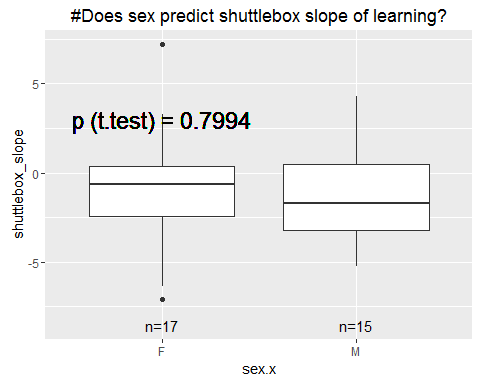 #Does sex predict shuttlebox slope of learning?
p (t.test) = 0.7994
5
0
-5
shuttlebox_slope
n=17
n=15
F
M
sex.x